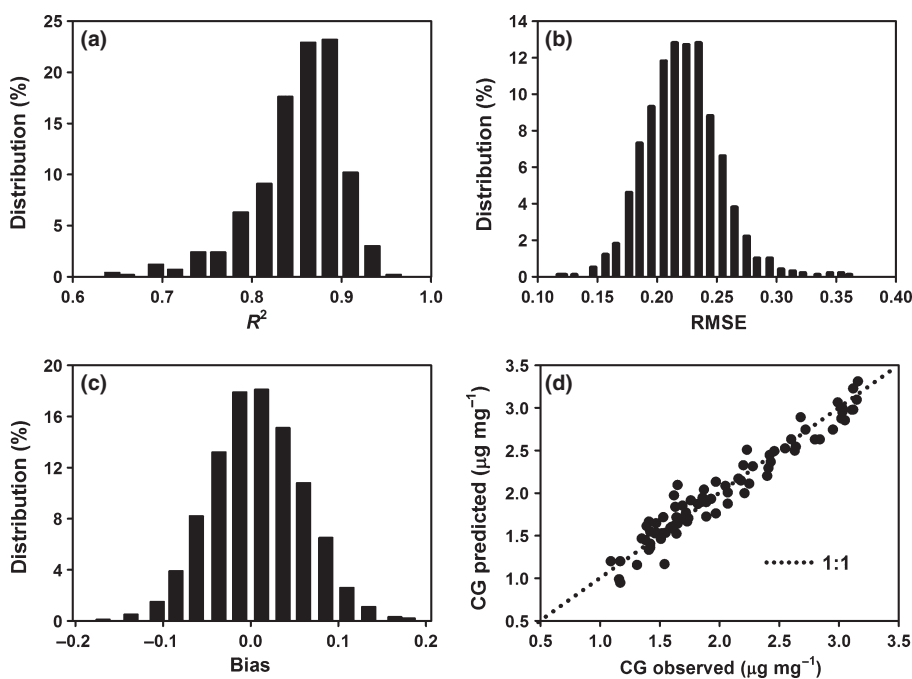 (a)
Distribution (%)
25
20
15
10
5
0
0.6 0.7 0.8 0.9 1.0
R²
(b)
Distribution (%)
14
12
10
8
6
4
2
0
0.10 0.15 0.20 0.25 0.30 0.35 0.40
RMSE
(c)
Distribution (%)
20
16
12
8
4
0
–0.2 –0.1 0.0 0.1 0.2
Bias
(d)
CG predicted (µg mg⁻¹)
3.5
3.0
2.5
2.0
1.5
1.0
0.5
1:1
0.5 1.0 1.5 2.0 2.5 3.0 3.5
CG observed (µg mg⁻¹)